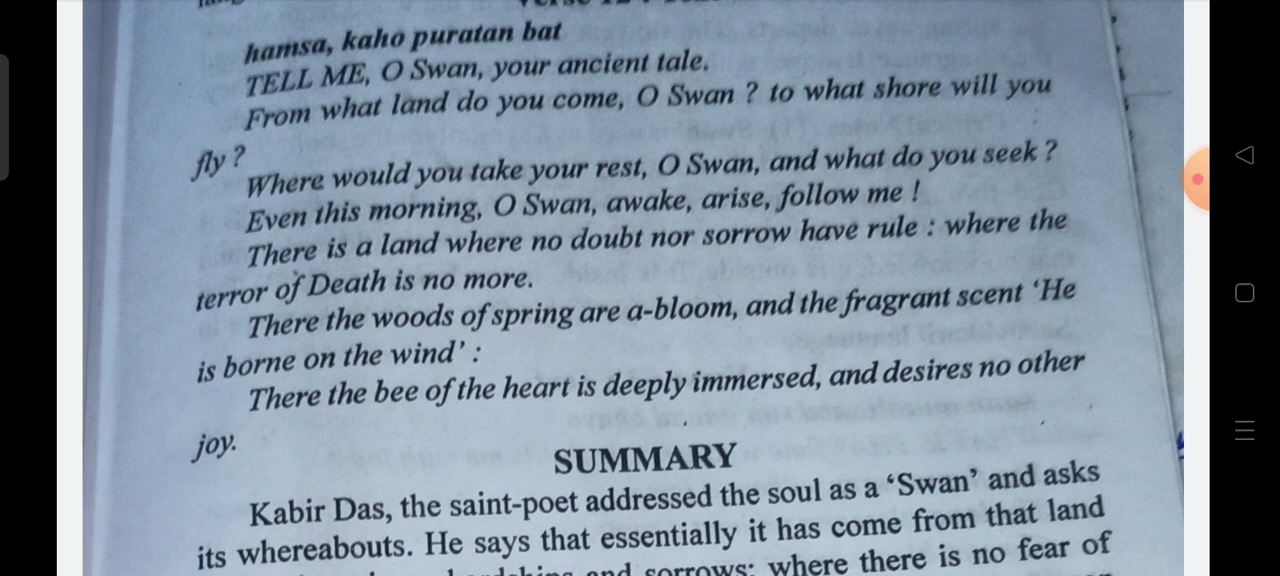 hamsa, kaho puratan bat
TELL ME, O Swan, your ancient tale.
From what land do you come, O Swan ? to what shore will you
fly ?
Where would you take your rest, O Swan, and what do you seek ?
Even this morning, O Swan, awake, arise, follow me !
There is a land where no doubt nor sorrow have rule : where the
terror of Death is no more.
There the woods of spring are a-bloom, and the fragrant scent ‘He
is borne on the wind’ :
There the bee of the heart is deeply immersed, and desires no other
joy.
SUMMARY
Kabir Das, the saint-poet addressed the soul as a ‘Swan’ and asks
its whereabouts. He says that essentially it has come from that land
and sorrows; where there is no fear of